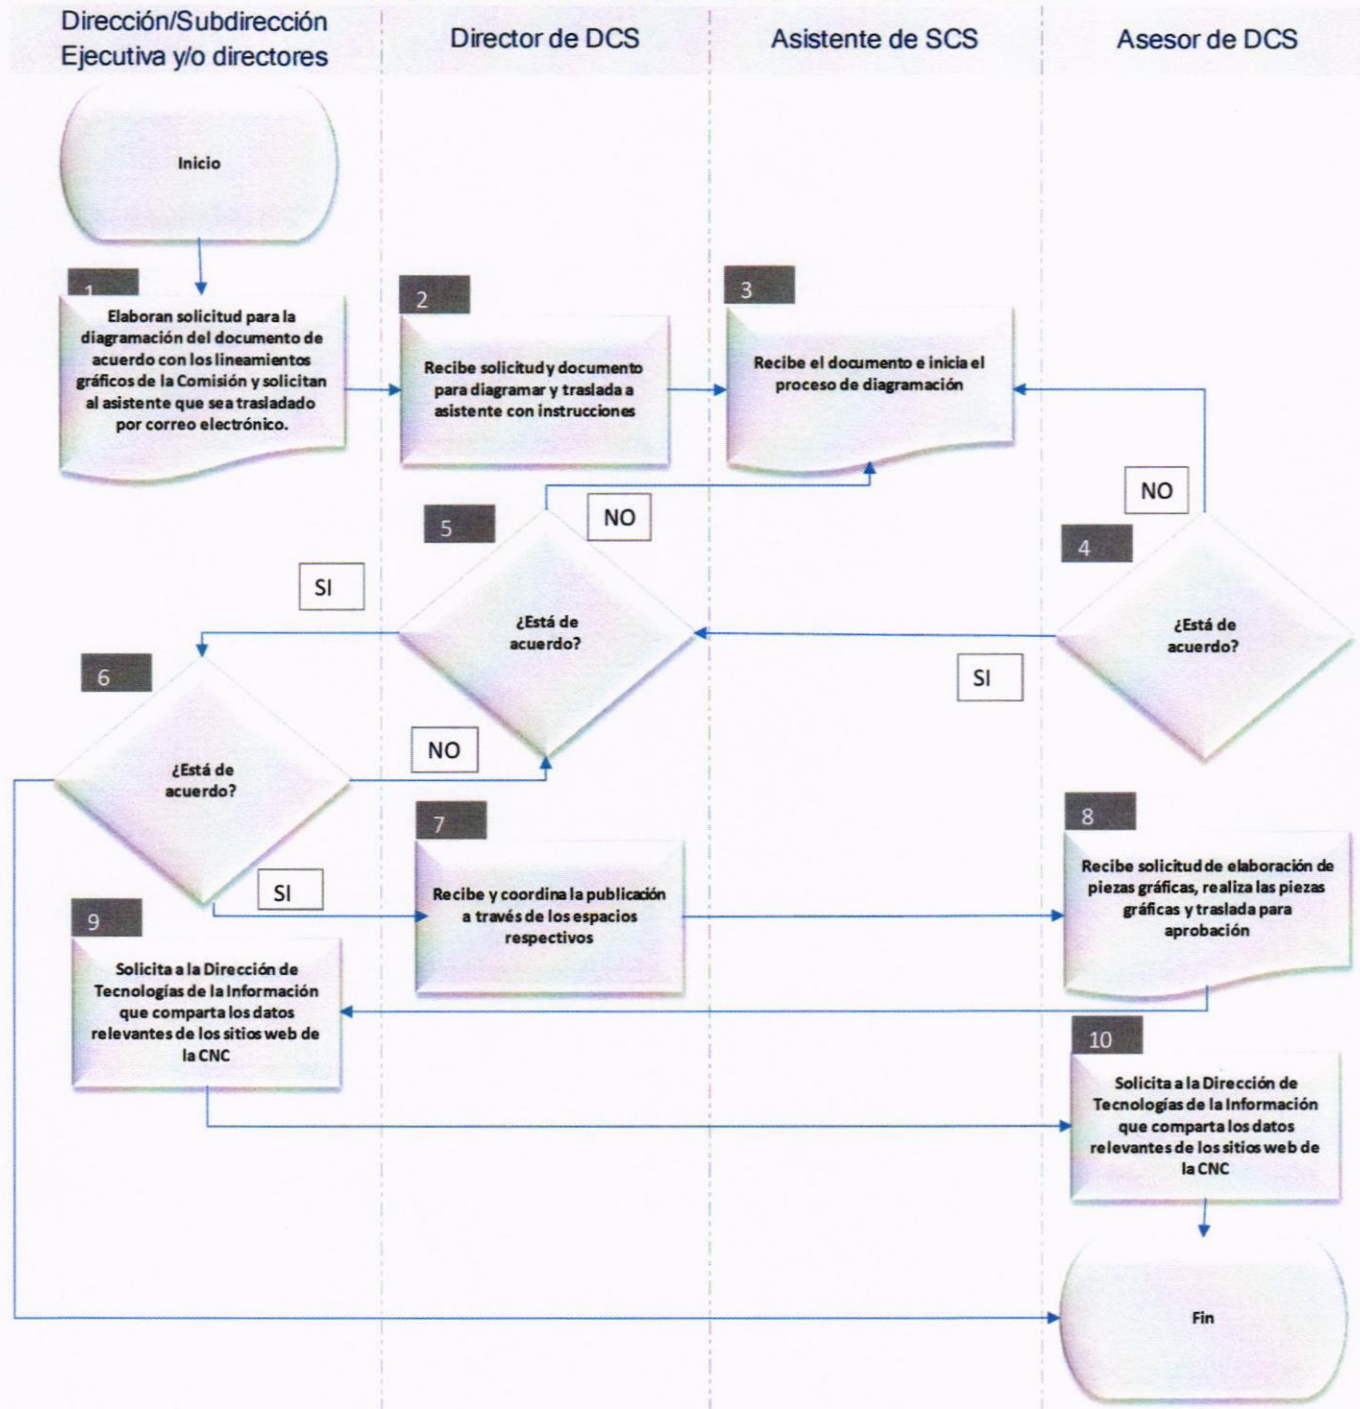 Dirección/Subdirección
Ejecutiva y/o directores
Director de DCS
Asistente de SCS
Asesor de DCS
Inicio
1
Elaboran solicitud para la
diagramación del documento de
acuerdo con los lineamientos
gráficos de la Comisión y solicitan
al asistente que sea trasladado
por correo electrónico.
2
Recibe solicitud y documento
para diagramar y traslada a
asistente con instrucciones
3
Recibe el documento e inicia el
proceso de diagramación
NO
NO
5
4
SI
¿Está de
acuerdo?
¿Está de
acuerdo?
SI
6
NO
¿Está de
acuerdo?
7
8
Recibe y coordina la publicación
a través de los espacios
respectivos
Recibe solicitud de elaboración de
piezas gráficas, realiza las piezas
gráficas y traslada para
aprobación
SI
9
Solicita a la Dirección de
Tecnologías de la Información
que comparta los datos
relevantes de los sitios web de
la CNC
10
Solicita a la Dirección de
Tecnologías de la Información
que comparta los datos
relevantes de los sitios web de
la CNC
Fin